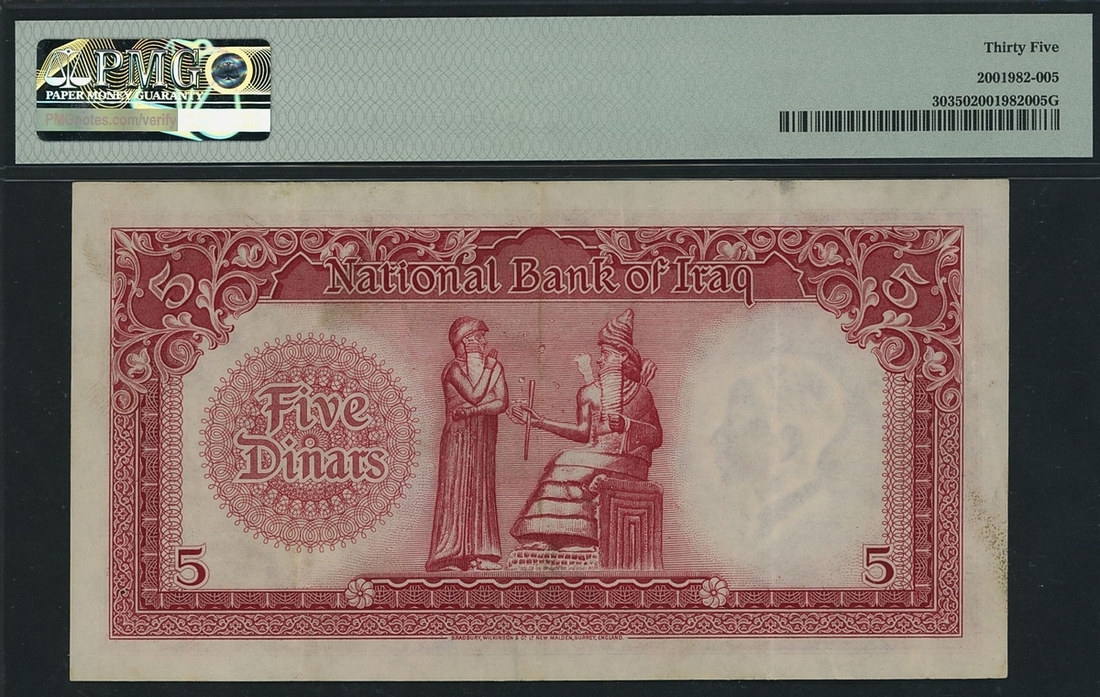 PMG
PAPER MONEY GUARANTY
PMGnotes.com/verify
Thirty Five
2001982-005
303502001982005G
National Bank of Iraq
5
5
Five
Dinars
5
5
BRADBURY, WILKINSON & Cº Lº NEW MALDEN, SURREY, ENGLAND.